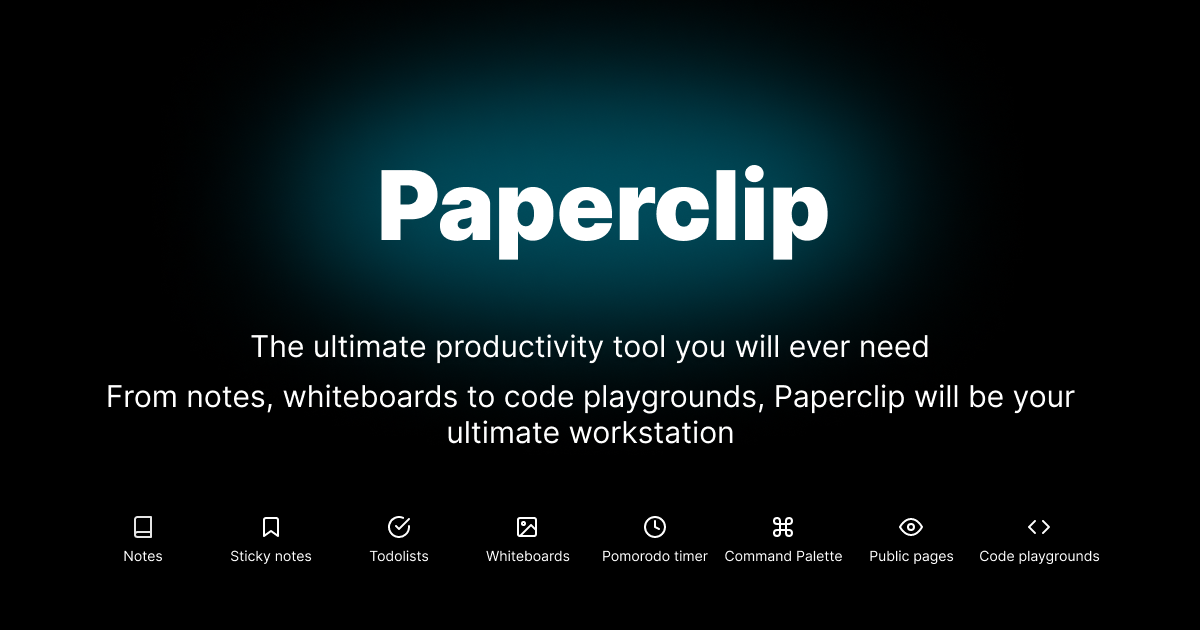 Paperclip
The ultimate productivity tool you will ever need
From notes, whiteboards to code playgrounds, Paperclip will be your
ultimate workstation
Notes
Sticky notes
Todolists
Whiteboards
Pomorodo timer
Command Palette
Public pages
Code playgrounds